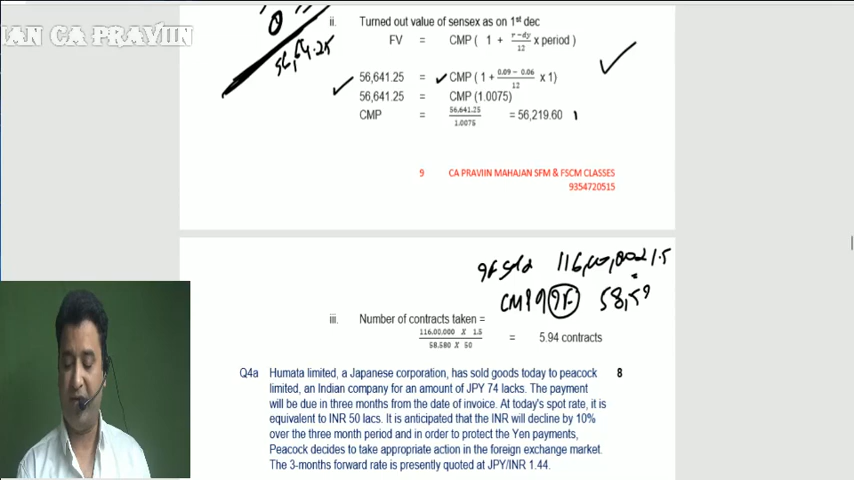 IAN CA PRAVIIN
56,64.25
ii. Turned out value of sensex as on 1st dec
FV = CMP ( 1 + r−dy/12 x period )
56,641.25 = CMP ( 1 + 0.09 − 0.06/12 x 1)
56,641.25 = CMP (1.0075)
CMP = 56,641.25/1.0075 = 56,219.60
9 CA PRAVIIN MAHAJAN SFM & FSCM CLASSES
9354720515
1.5
58,58
iii. Number of contracts taken =
116.00.000 X 1.5/58.580 X 50 = 5.94 contracts
Q4a Humata limited, a Japanese corporation, has sold goods today to peacock 8
limited, an Indian company for an amount of JPY 74 lacks. The payment
will be due in three months from the date of invoice. At today's spot rate, it is
equivalent to INR 50 lacs. It is anticipated that the INR will decline by 10%
over the three month period and in order to protect the Yen payments,
Peacock decides to take appropriate action in the foreign exchange market.
The 3-months forward rate is presently quoted at JPY/INR 1.44.